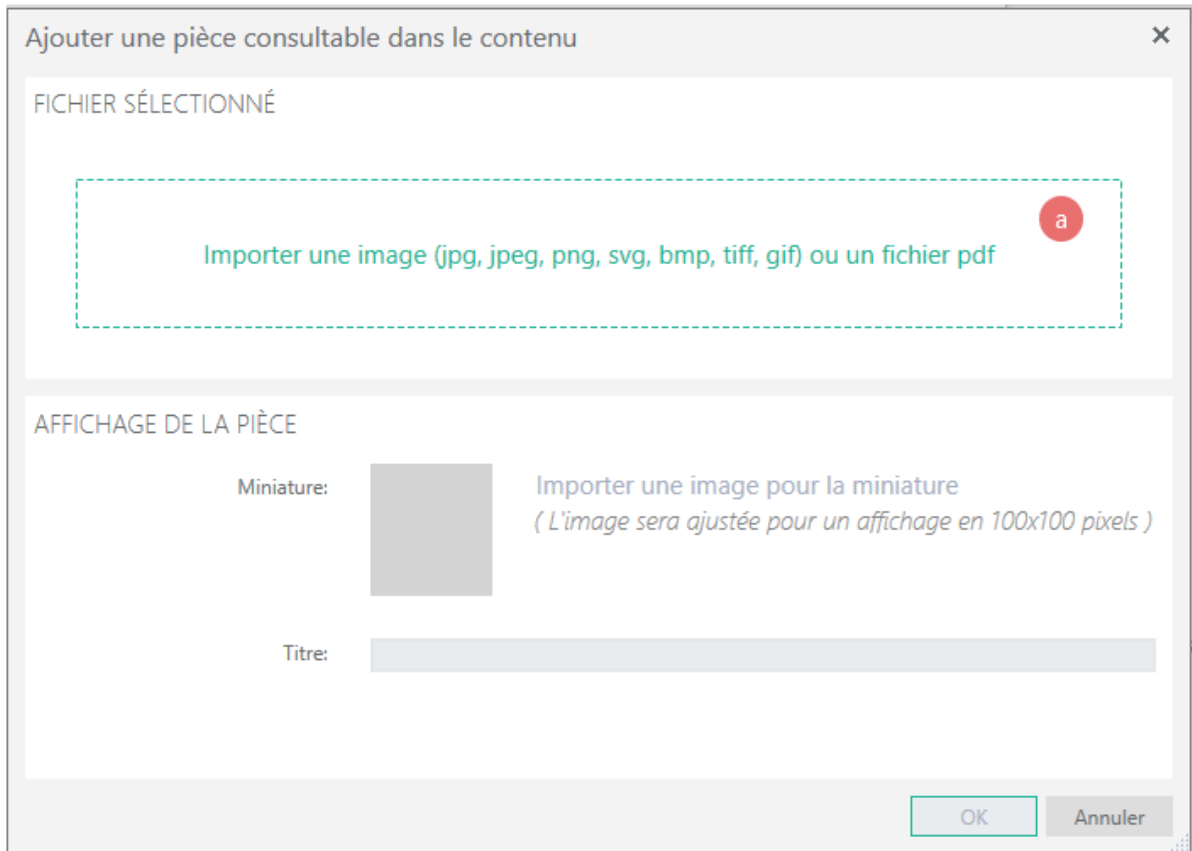 Ajouter une pièce consultable dans le contenu
FICHIER SÉLECTIONNÉ
a
Importer une image (jpg, jpeg, png, svg, bmp, tiff, gif) ou un fichier pdf
AFFICHAGE DE LA PIÈCE
Miniature:
Importer une image pour la miniature
( L'image sera ajustée pour un affichage en 100x100 pixels )
Titre:
OK
Annuler